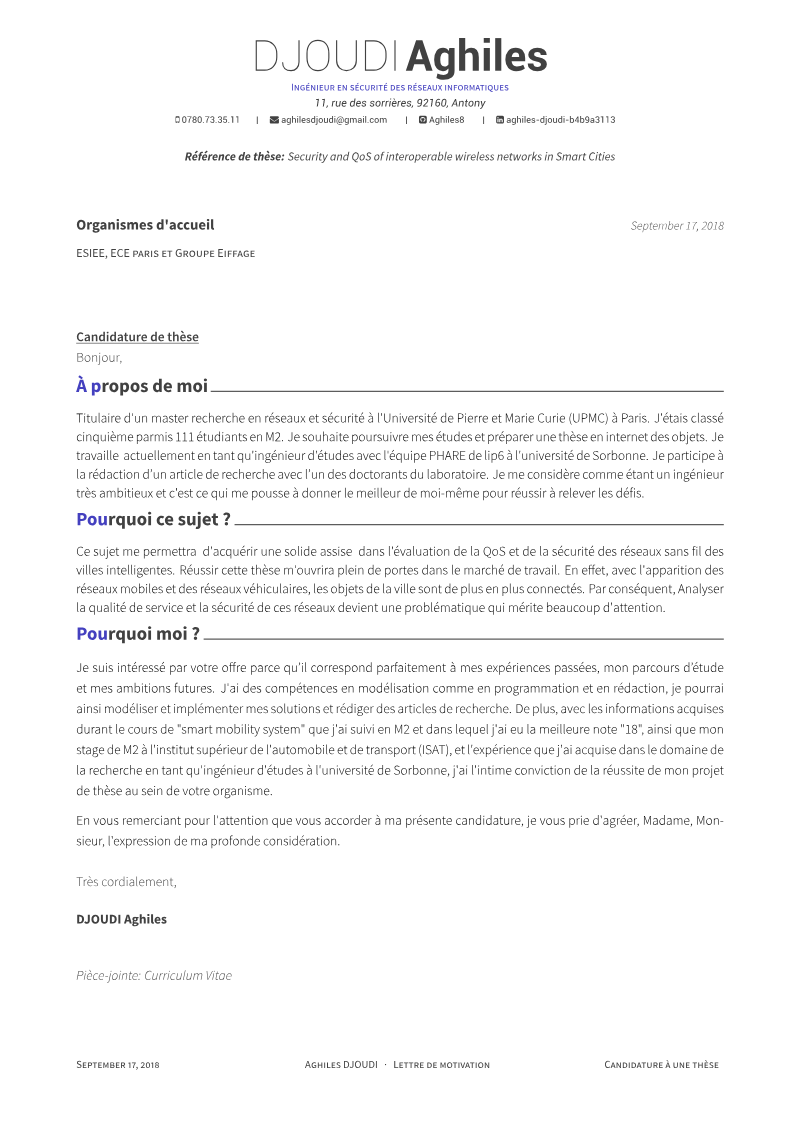 DJOUDI Aghiles
Ingénieur en sécurité des réseaux informatiques
11, rue des sorrières, 92160, Antony
0780.73.35.11 | aghilesdjoudi@gmail.com | Aghiles8 | aghiles-djoudi-b4b9a3113
Référence de thèse: Security and QoS of interoperable wireless networks in Smart Cities
Organismes d'accueil
September 17, 2018
ESIEE, ECE paris et Groupe Eiffage
Candidature de thèse
Bonjour,
À propos de moi
Titulaire d'un master recherche en réseaux et sécurité à l'Université de Pierre et Marie Curie (UPMC) à Paris. J'étais classé
cinquième parmis 111 étudiants en M2. Je souhaite poursuivre mes études et préparer une thèse en internet des objets. Je
travaille actuellement en tant qu'ingénieur d'études avec l'équipe PHARE de lip6 à l'université de Sorbonne. Je participe à
la rédaction d'un article de recherche avec l'un des doctorants du laboratoire. Je me considère comme étant un ingénieur
très ambitieux et c'est ce qui me pousse à donner le meilleur de moi-même pour réussir à relever les défis.
Pourquoi ce sujet ?
Ce sujet me permettra d'acquérir une solide assise dans l'évaluation de la QoS et de la sécurité des réseaux sans fil des
villes intelligentes. Réussir cette thèse m'ouvrira plein de portes dans le marché de travail. En effet, avec l'apparition des
réseaux mobiles et des réseaux véhiculaires, les objets de la ville sont de plus en plus connectés. Par conséquent, Analyser
la qualité de service et la sécurité de ces réseaux devient une problématique qui mérite beaucoup d'attention.
Pourquoi moi ?
Je suis intéressé par votre offre parce qu'il correspond parfaitement à mes expériences passées, mon parcours d'étude
et mes ambitions futures. J'ai des compétences en modélisation comme en programmation et en rédaction, je pourrai
ainsi modéliser et implémenter mes solutions et rédiger des articles de recherche. De plus, avec les informations acquises
durant le cours de "smart mobility system" que j'ai suivi en M2 et dans lequel j'ai eu la meilleure note "18", ainsi que mon
stage de M2 à l'institut supérieur de l'automobile et de transport (ISAT), et l'expérience que j'ai acquise dans le domaine de
la recherche en tant qu'ingénieur d'études à l'université de Sorbonne, j'ai l'intime conviction de la réussite de mon projet
de thèse au sein de votre organisme.
En vous remerciant pour l'attention que vous accorder à ma présente candidature, je vous prie d'agréer, Madame, Mon-
sieur, l'expression de ma profonde considération.
Très cordialement,
DJOUDI Aghiles
Pièce-jointe: Curriculum Vitae
September 17, 2018
Aghiles DJOUDI · Lettre de motivation
Candidature à une thèse